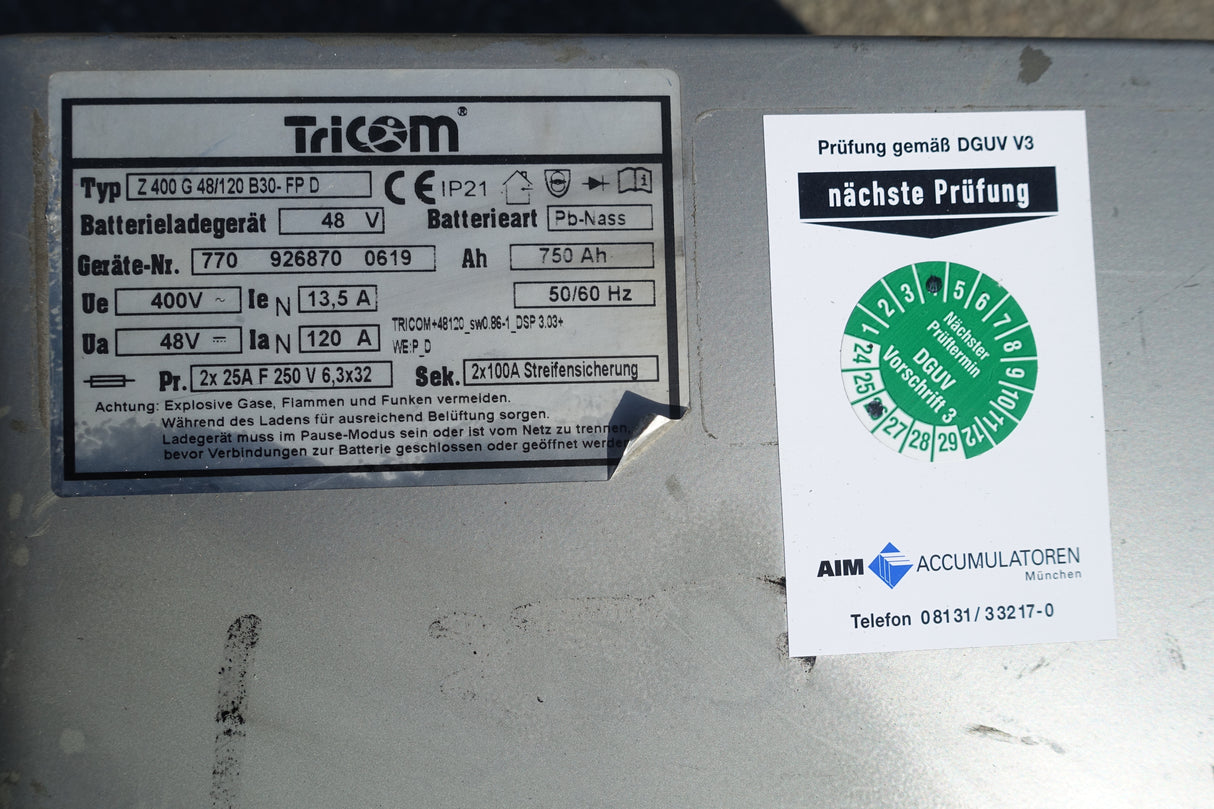 TRICOM®
Typ Z 400 G 48/120 B30- FP D CE IP21
Batterieladegerät 48 V Batterieart Pb-Nass
Geräte-Nr. 770 926870 0619 Ah 750 Ah
Ue 400V ~ Ie N 13,5 A 50/60 Hz
Ua 48V Ia N 120 A TRICOM+48120_sw0.86-1_DSP 3.03+
WE:P_D
Pr. 2x 25A F 250 V 6,3x32 Sek. 2x100A Streifensicherung
Achtung: Explosive Gase, Flammen und Funken vermeiden.
Während des Ladens für ausreichend Belüftung sorgen.
Ladegerät muss im Pause-Modus sein oder ist vom Netz zu trennen,
bevor Verbindungen zur Batterie geschlossen oder geöffnet werde
Prüfung gemäß DGUV V3
nächste Prüfung
1 2 3 5 6 7 8 9 10 11 12
24 25 27 28 29
Nächster
Prüftermin
DGUV
Vorschrift 3
AIM ACCUMULATOREN
München
Telefon 08131/33217-0